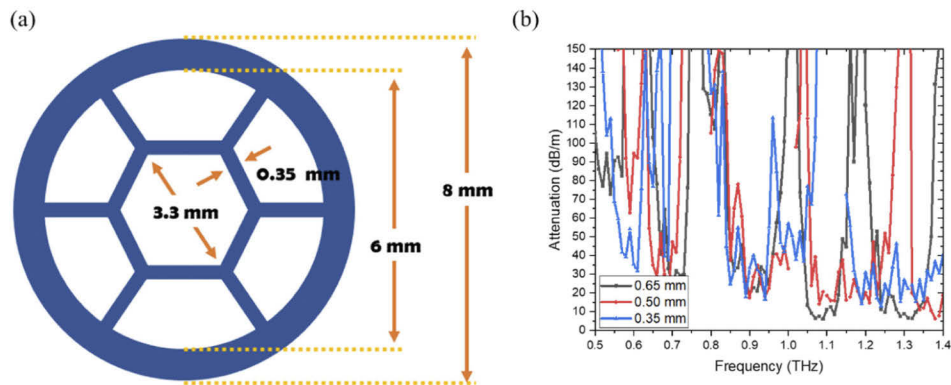 (a)
0.35 mm
3.3 mm
6 mm
8 mm
(b)
Attenuation (dB/m)
150
140
130
120
110
100
90
80
70
60
50
40
30
20
10
0
0.65 mm
0.50 mm
0.35 mm
0.5 0.6 0.7 0.8 0.9 1.0 1.1 1.2 1.3 1.4
Frequency (THz)